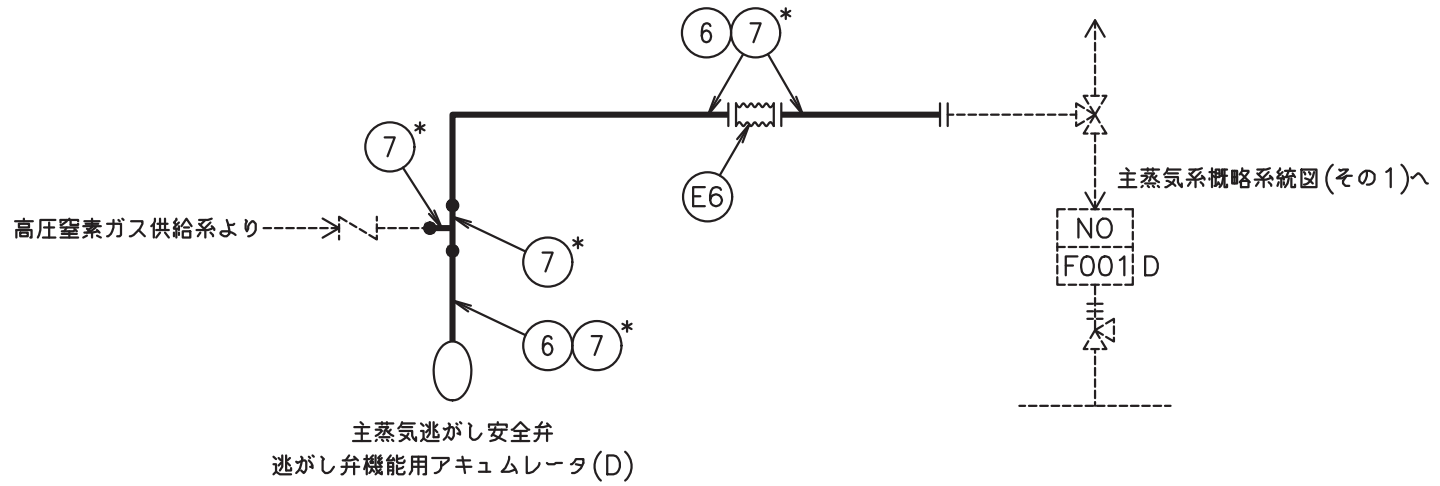 6 7*
7*
主蒸気系概略系統図(その1)へ
E6
高圧窒素ガス供給系より
NO
7*
F001 D
6 7*
主蒸気逃がし安全弁
逃がし弁機能用アキュムレータ(D)